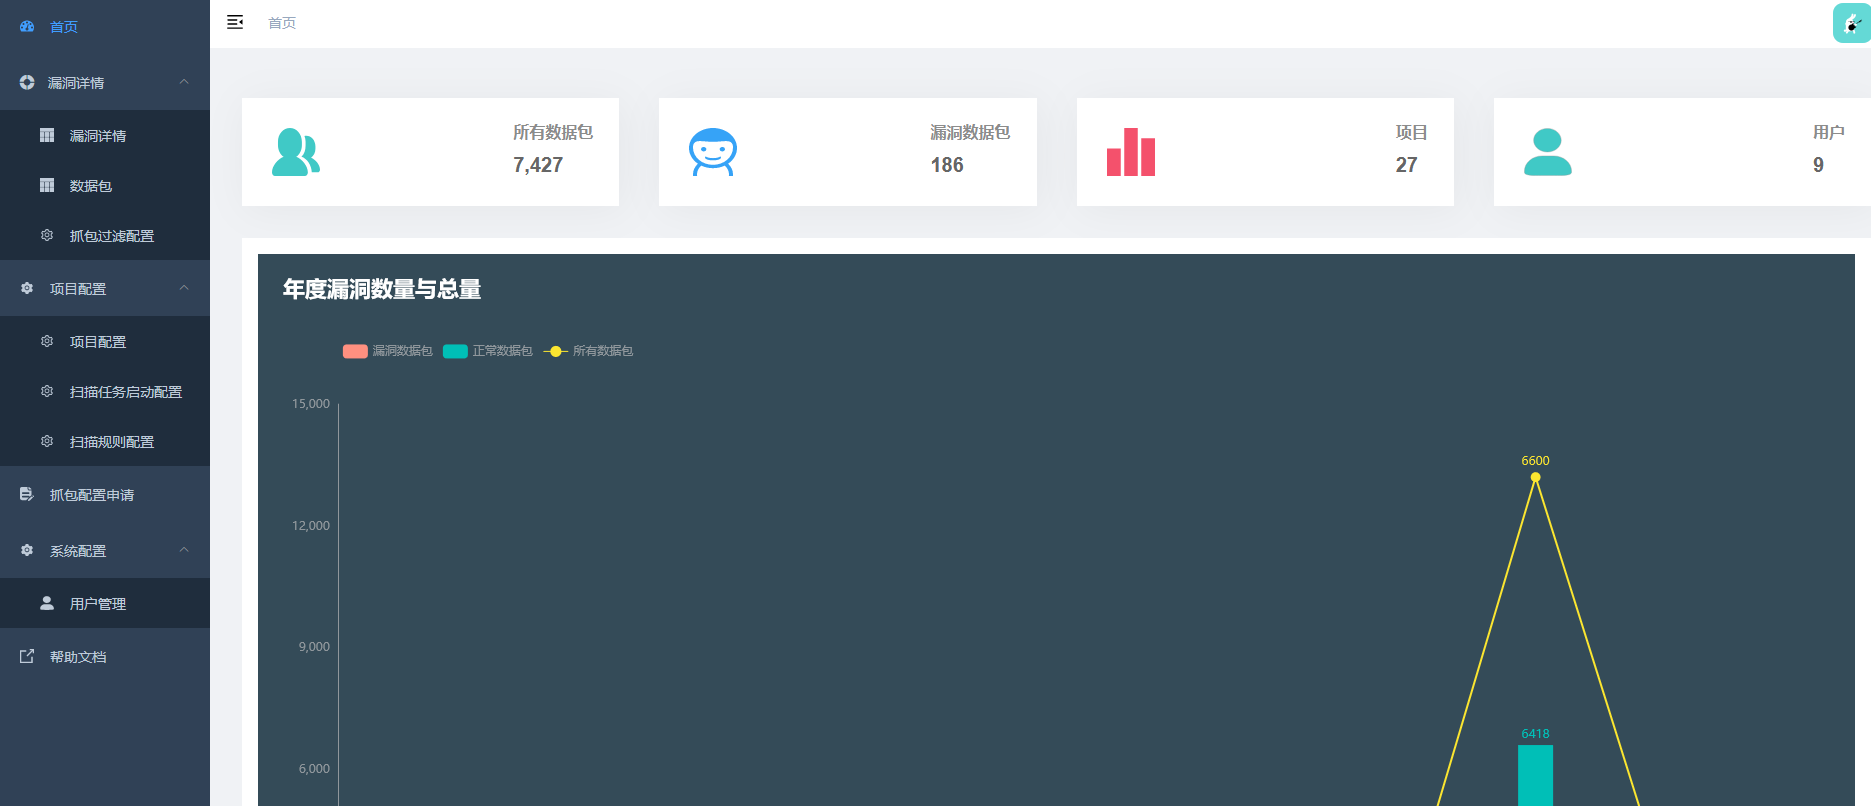 首页
漏洞详情
漏洞详情
数据包
抓包过滤配置
项目配置
项目配置
扫描任务启动配置
扫描规则配置
抓包配置申请
系统配置
用户管理
帮助文档
首页
所有数据包
7,427
漏洞数据包
186
项目
27
用户
9
年度漏洞数量与总量
漏洞数据包 正常数据包 所有数据包
15,000
12,000
9,000
6,000
6600
6418